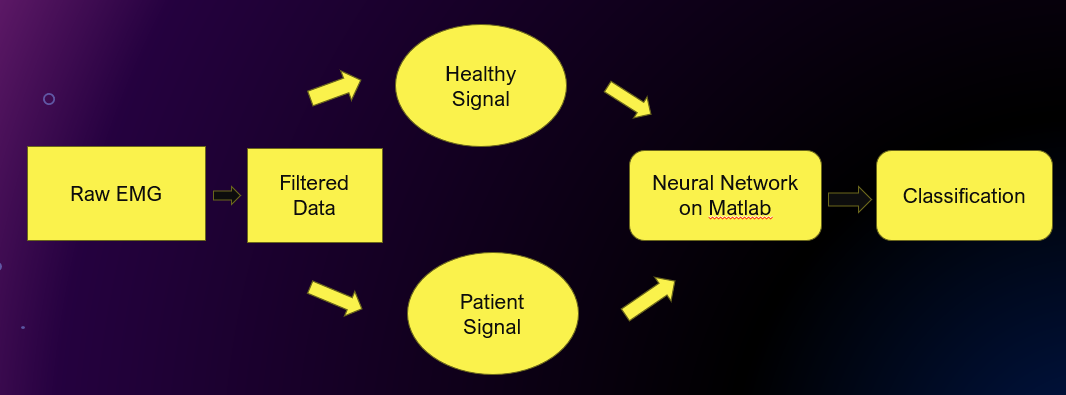 Healthy
Signal
Raw EMG
Filtered
Data
Neural Network
on Matlab
Classification
Patient
Signal